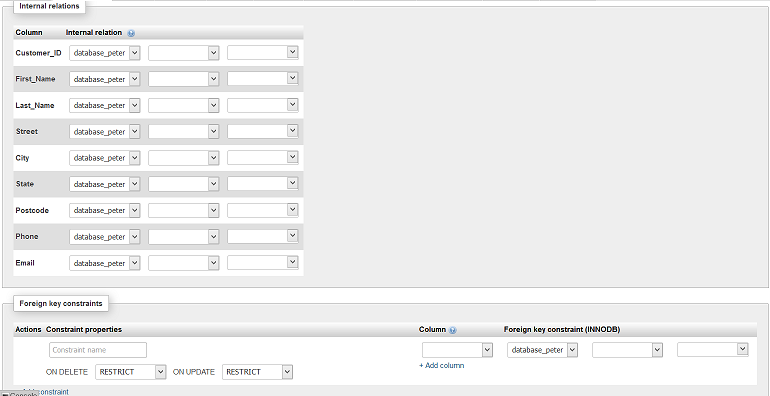 Internal relations
Column Internal relation
Customer_ID database_peter
First_Name database_peter
Last_Name database_peter
Street database_peter
City database_peter
State database_peter
Postcode database_peter
Phone database_peter
Email database_peter
Foreign key constraints
Actions Constraint properties Column Foreign key constraint (INNODB)
Constraint name database_peter
+ Add column
ON DELETE RESTRICT ON UPDATE RESTRICT
constraint
Console